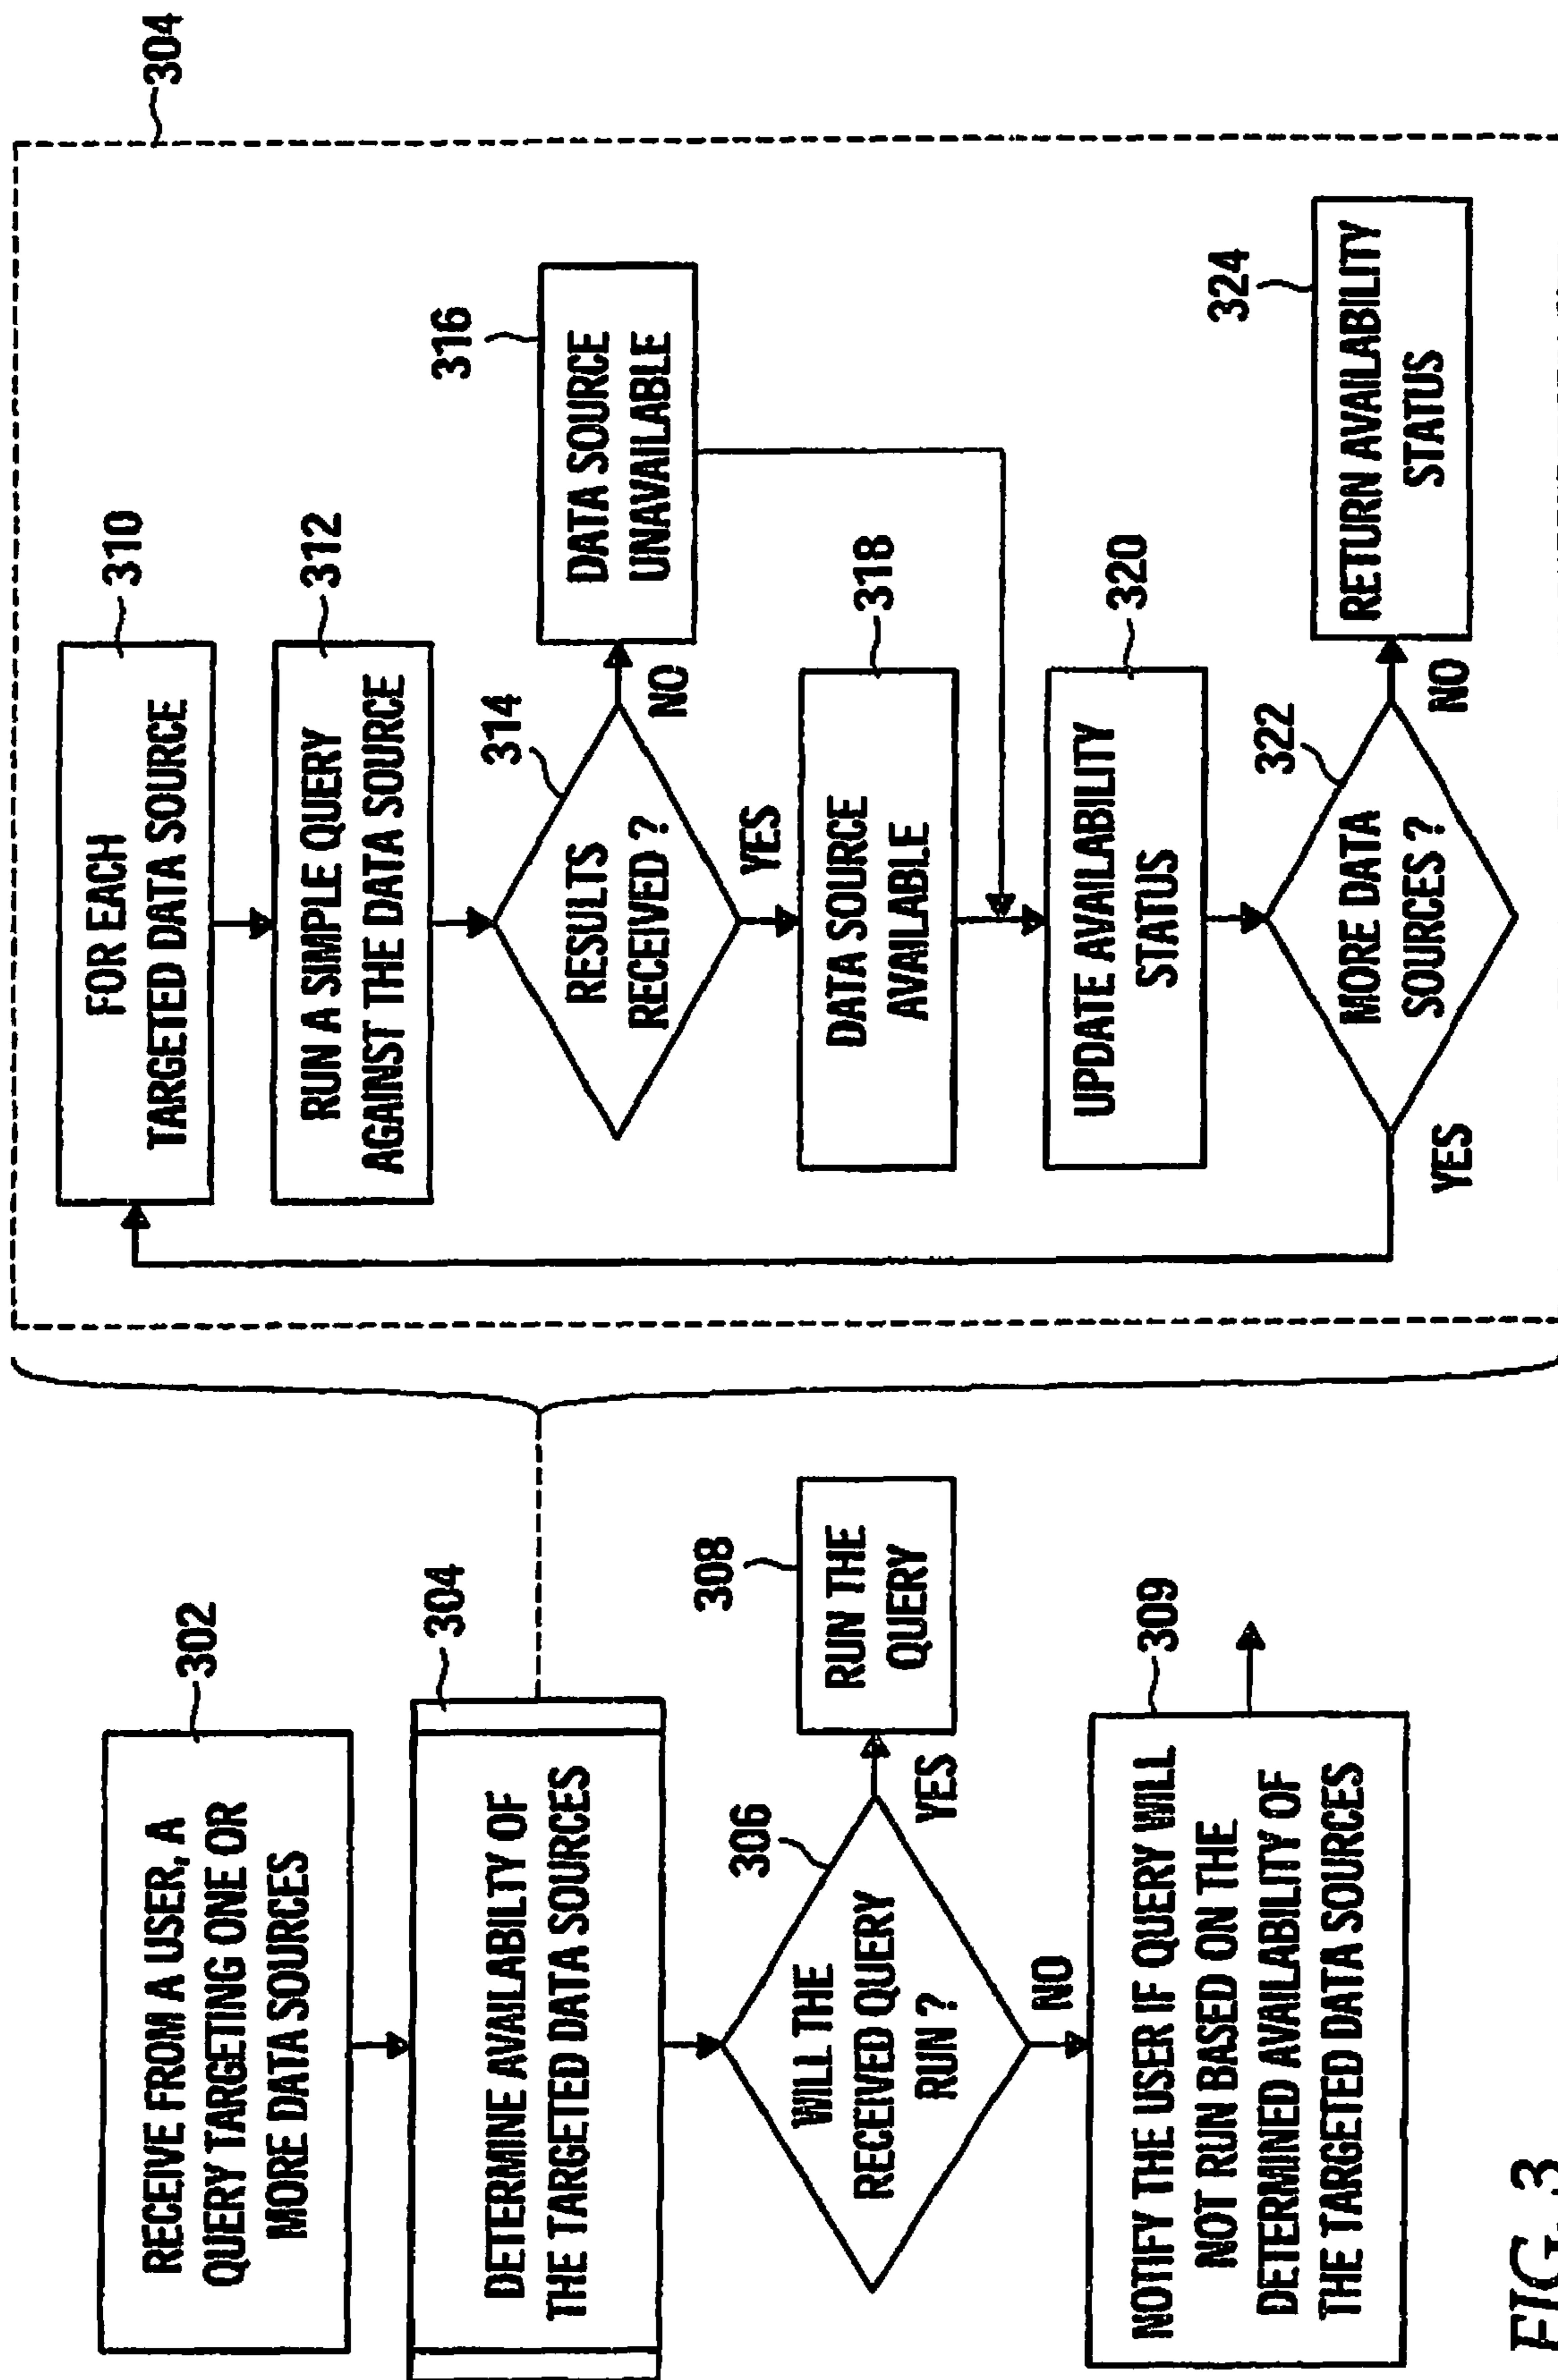 302
RECEIVE FROM A USER, A
QUERY TARGETING ONE OR
MORE DATA SOURCES
304
DETERMINE AVAILABILTY OF
THE TARGETED DATA SOURCES
306
WILL THE
RECEIVED QUERY
RUN ?
YES
308
RUN THE
QUERY
NO
309
NOTIFY THE USER IF QUERY WILL
NOT RUN BASED ON THE
DETERMINED AVAILABILITY OF
THE TARGETED DATA SOURCES
304
310
FOR EACH
TARGETED DATA SOURCE
312
RUN A SIMPLE QUERY
AGAINST THE DATA SOURCE
314
RESULTS
RECEIVED ?
NO
316
DATA SOURCE
UNAVAILABLE
YES
318
DATA SOURCE
AVAILABLE
320
UPDATE AVAILABILITY
STATUS
322
MORE DATA
SOURCES ?
NO
324
RETURN AVAILABILITY
STATUS
YES
FIG. 3